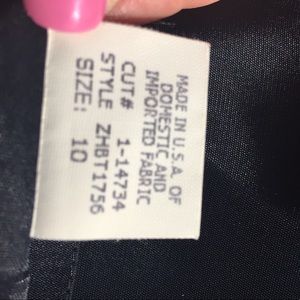 MADE IN U.S.A. OF
DOMESTIC AND
IMPORTED FABRIC
CUT# 1-14734
STYLE ZHBT1756
SIZE: 10